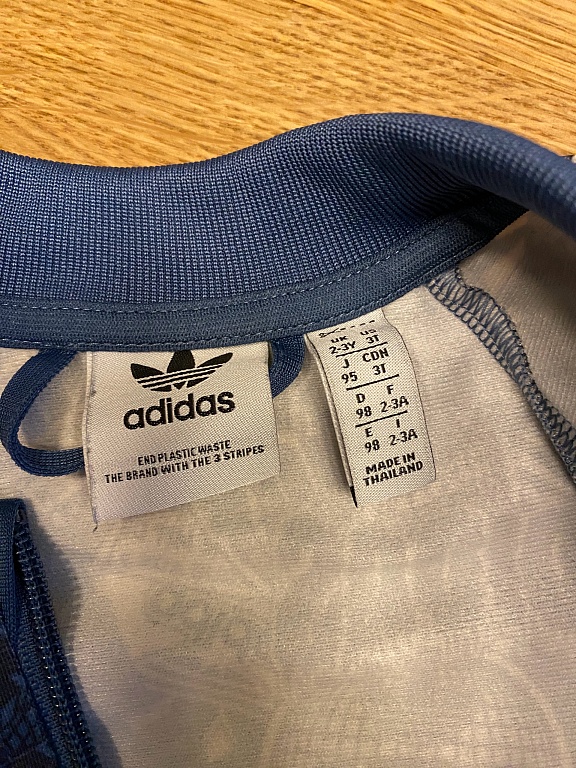 adidas
END PLASTIC WASTE
THE BRAND WITH THE 3 STRIPES
UK US
2-3Y 3T
J CDN
95 3T
D F
98 2-3A
E I
98 2-3A
MADE IN
THAILAND